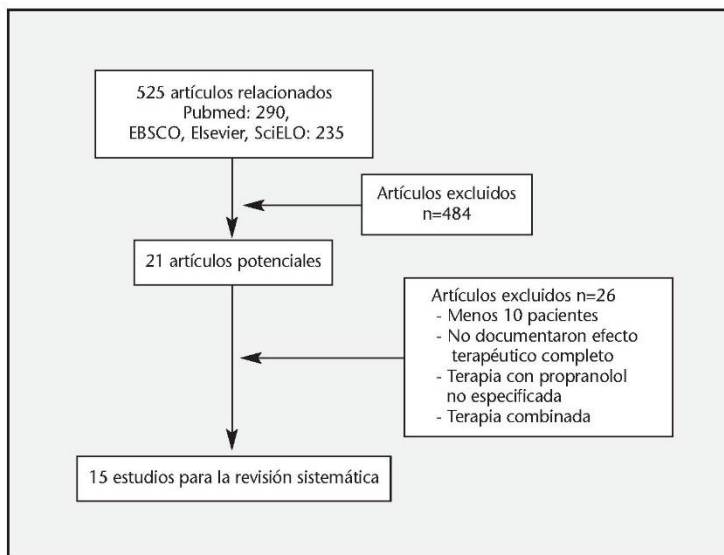 525 artículos relacionados
Pubmed: 290,
EBSCO, Elsevier, SciELO: 235
Artículos excluidos
n=484
21 artículos potenciales
Artículos excluidos n=26
- Menos 10 pacientes
- No documentaron efecto
terapéutico completo
- Terapia con propranolol
no especificada
- Terapia combinada
15 estudios para la revisión sistemática